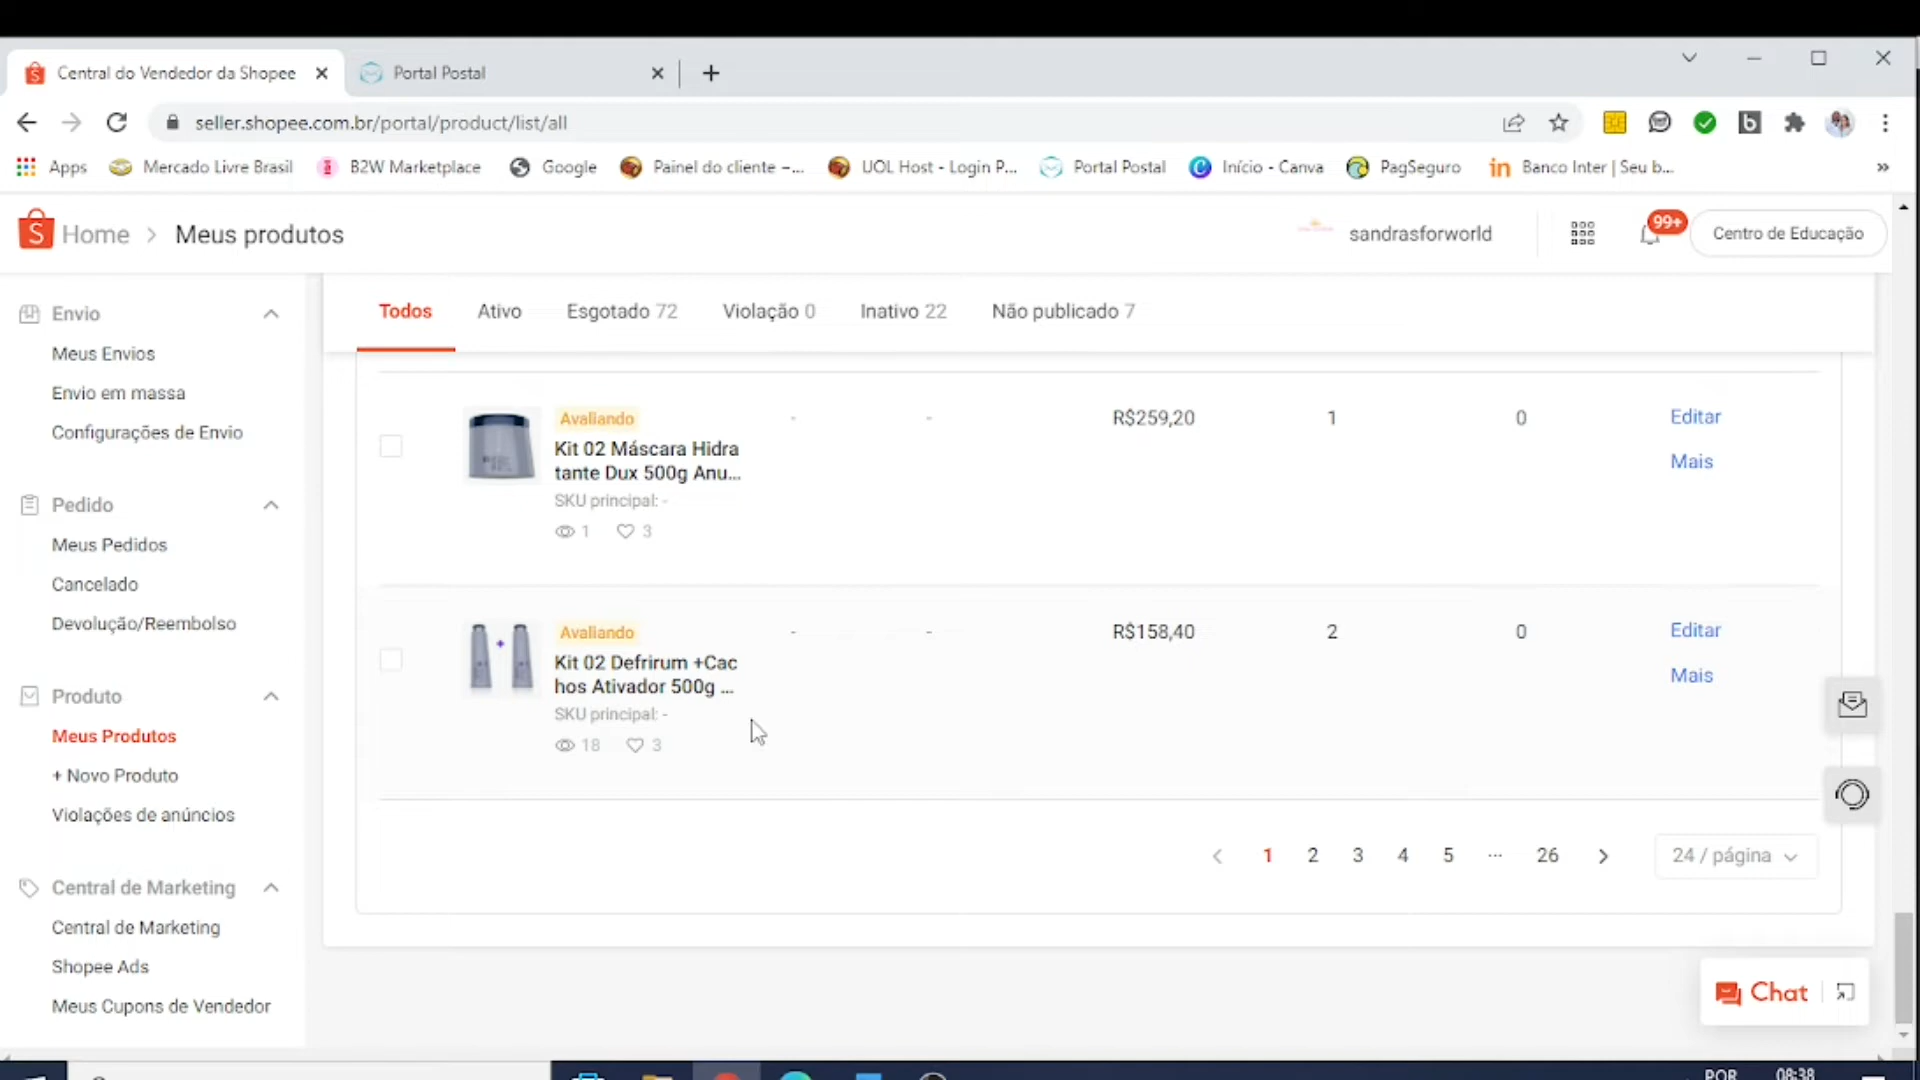 Central do Vendedor da Shopee
Portal Postal
seller.shopee.com.br/portal/product/list/all
Apps
Mercado Livre Brasil
B2W Marketplace
Google
Painel do cliente –...
UOL Host - Login P...
Portal Postal
Início - Canva
PagSeguro
Banco Inter | Seu b...
»
Home > Meus produtos
sandrasforworld
99+
Centro de Educação
Envio
Meus Envios
Envio em massa
Configurações de Envio
Pedido
Meus Pedidos
Cancelado
Devolução/Reembolso
Produto
Meus Produtos
+ Novo Produto
Violações de anúncios
Central de Marketing
Central de Marketing
Shopee Ads
Meus Cupons de Vendedor
Todos
Ativo
Esgotado 72
Violação 0
Inativo 22
Não publicado 7
Avaliando
Kit 02 Máscara Hidra
tante Dux 500g Anu...
SKU principal: -
1 3
- - R$259,20 1 0
Editar
Mais
Avaliando
Kit 02 Defrirum +Cac
hos Ativador 500g ...
SKU principal: -
18 3
- - R$158,40 2 0
Editar
Mais
< 1 2 3 4 5 ... 26 >
24 / página
Chat
POR
08:38